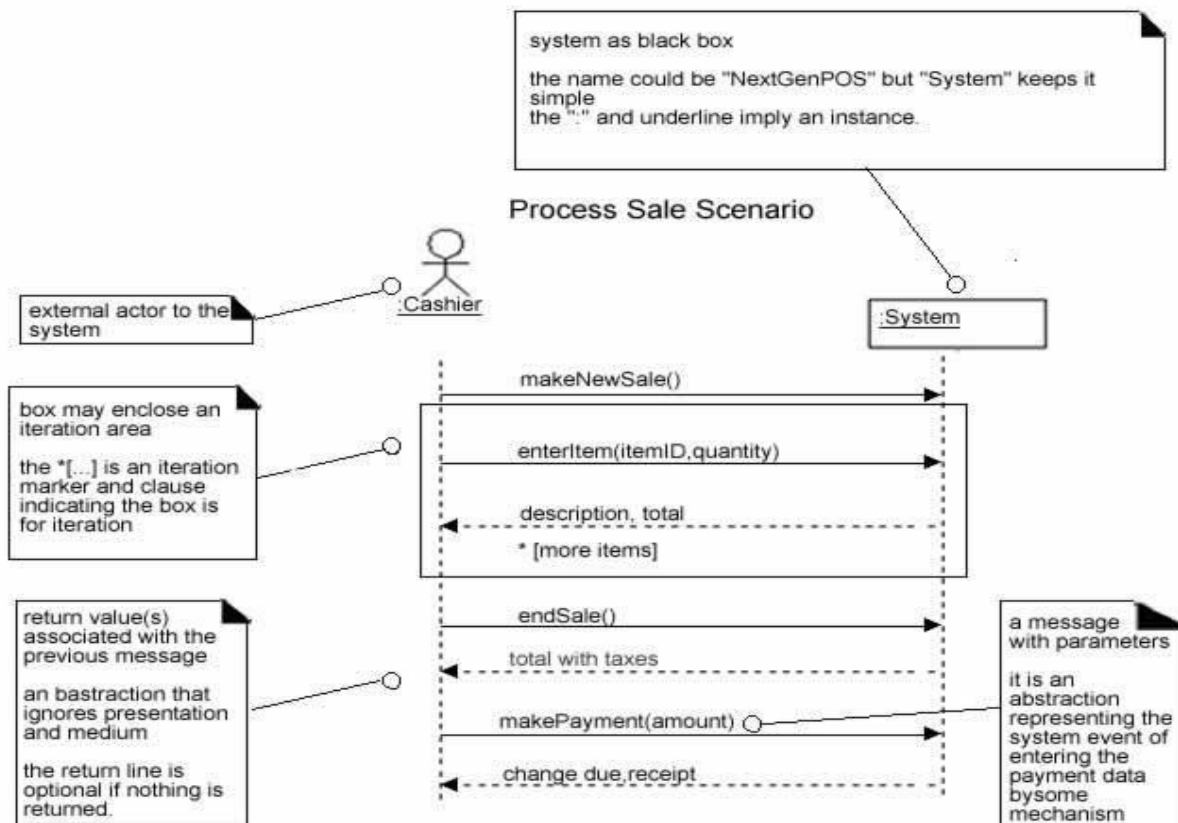 system as black box
the name could be "NextGenPOS" but "System" keeps it
simple
the ":" and underline imply an instance.
Process Sale Scenario
external actor to the
system
:Cashier
:System
makeNewSale()
box may enclose an
iteration area
the *[...] is an iteration
marker and clause
indicating the box is
for iteration
enterItem(itemID,quantity)
description, total
* [more items]
return value(s)
associated with the
previous message
an bastraction that
ignores presentation
and medium
the return line is
optional if nothing is
returned.
endSale()
total with taxes
makePayment(amount)
change due,receipt
a message
with parameters
it is an
abstraction
representing the
system event of
entering the
payment data
bysome
mechanism